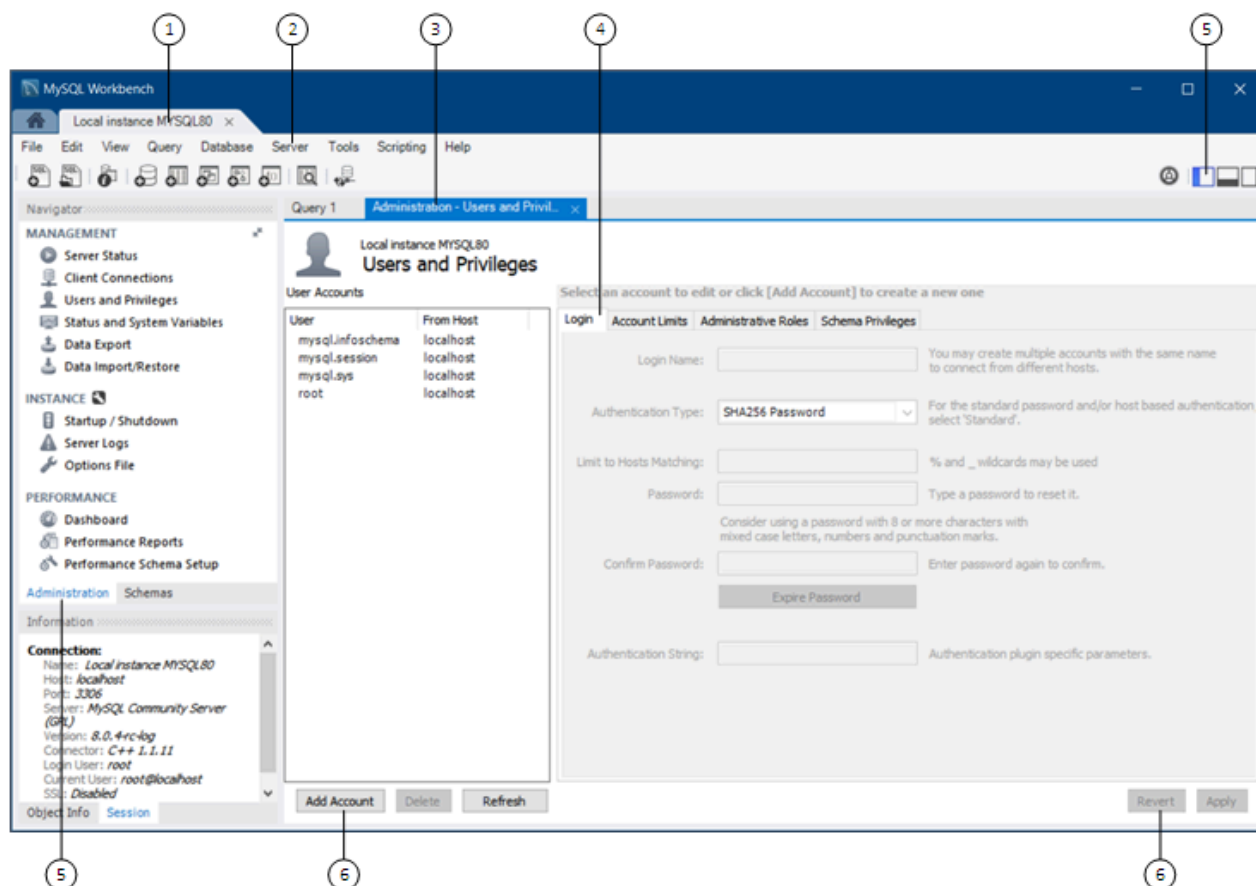 1 2 3 4 5
MySQL Workbench
Local instance MYSQL80
File Edit View Query Database Server Tools Scripting Help
Navigator
MANAGEMENT
Server Status
Client Connections
Users and Privileges
Status and System Variables
Data Export
Data Import/Restore
INSTANCE
Startup / Shutdown
Server Logs
Options File
PERFORMANCE
Dashboard
Performance Reports
Performance Schema Setup
Administration Schemas
Information
Connection:
Name: Local instance MYSQL80
Host: localhost
Port: 3306
Server: MySQL Community Server
(GPL)
Version: 8.0.4-rc-log
Connector: C++ 1.1.11
Login User: root
Current User: root@localhost
SSL: Disabled
Object Info Session
Query 1 Administration - Users and Privil..
Local instance MYSQL80
Users and Privileges
User Accounts
User From Host
mysql.infoschema localhost
mysql.session localhost
mysql.sys localhost
root localhost
Add Account Delete Refresh
Select an account to edit or click [Add Account] to create a new one
Login Account Limits Administrative Roles Schema Privileges
Login Name: You may create multiple accounts with the same name
to connect from different hosts.
Authentication Type: SHA256 Password For the standard password and/or host based authentication,
select 'Standard'.
Limit to Hosts Matching: % and _ wildcards may be used
Password: Type a password to reset it.
Consider using a password with 8 or more characters with
mixed case letters, numbers and punctuation marks.
Confirm Password: Enter password again to confirm.
Expire Password
Authentication String: Authentication plugin specific parameters.
Revert Apply
5 6 6